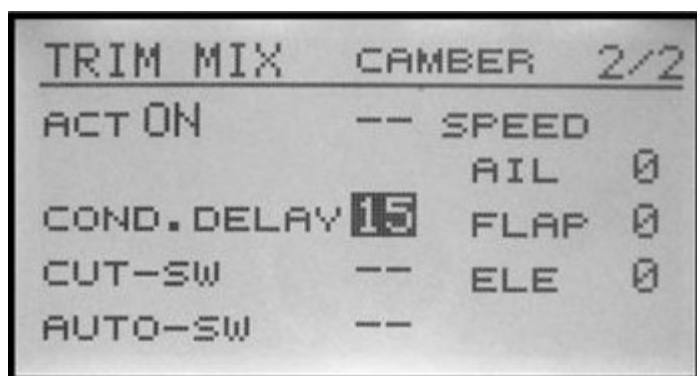 TRIM MIX CAMBER 2/2
ACT ON -- SPEED
AIL 0
COND.DELAY 15 FLAP 0
CUT-SW -- ELE 0
AUTO-SW --